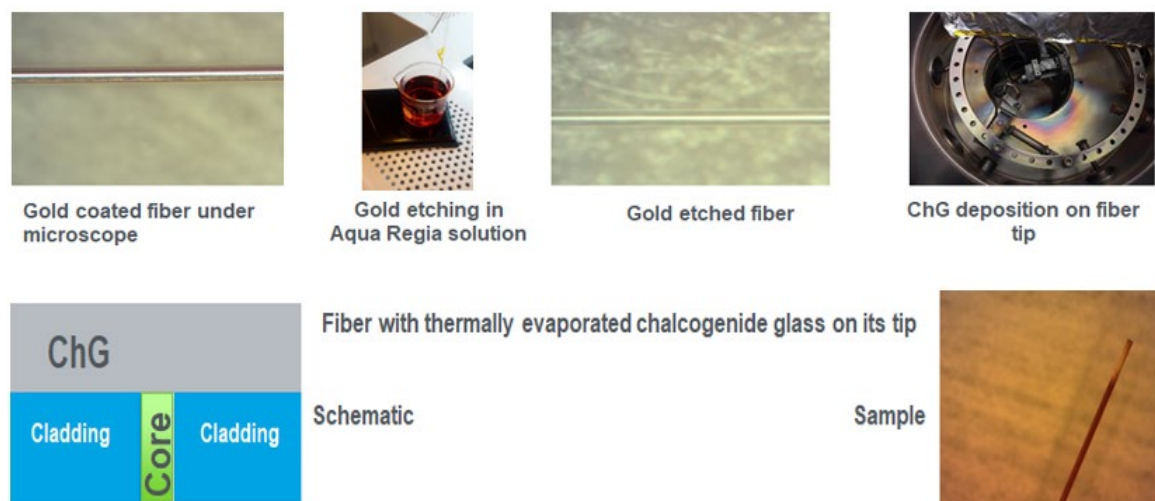 Gold coated fiber under
microscope
Gold etching in
Aqua Regia solution
Gold etched fiber
ChG deposition on fiber
tip
ChG
Cladding
Core
Cladding
Fiber with thermally evaporated chalcogenide glass on its tip
Schematic
Sample